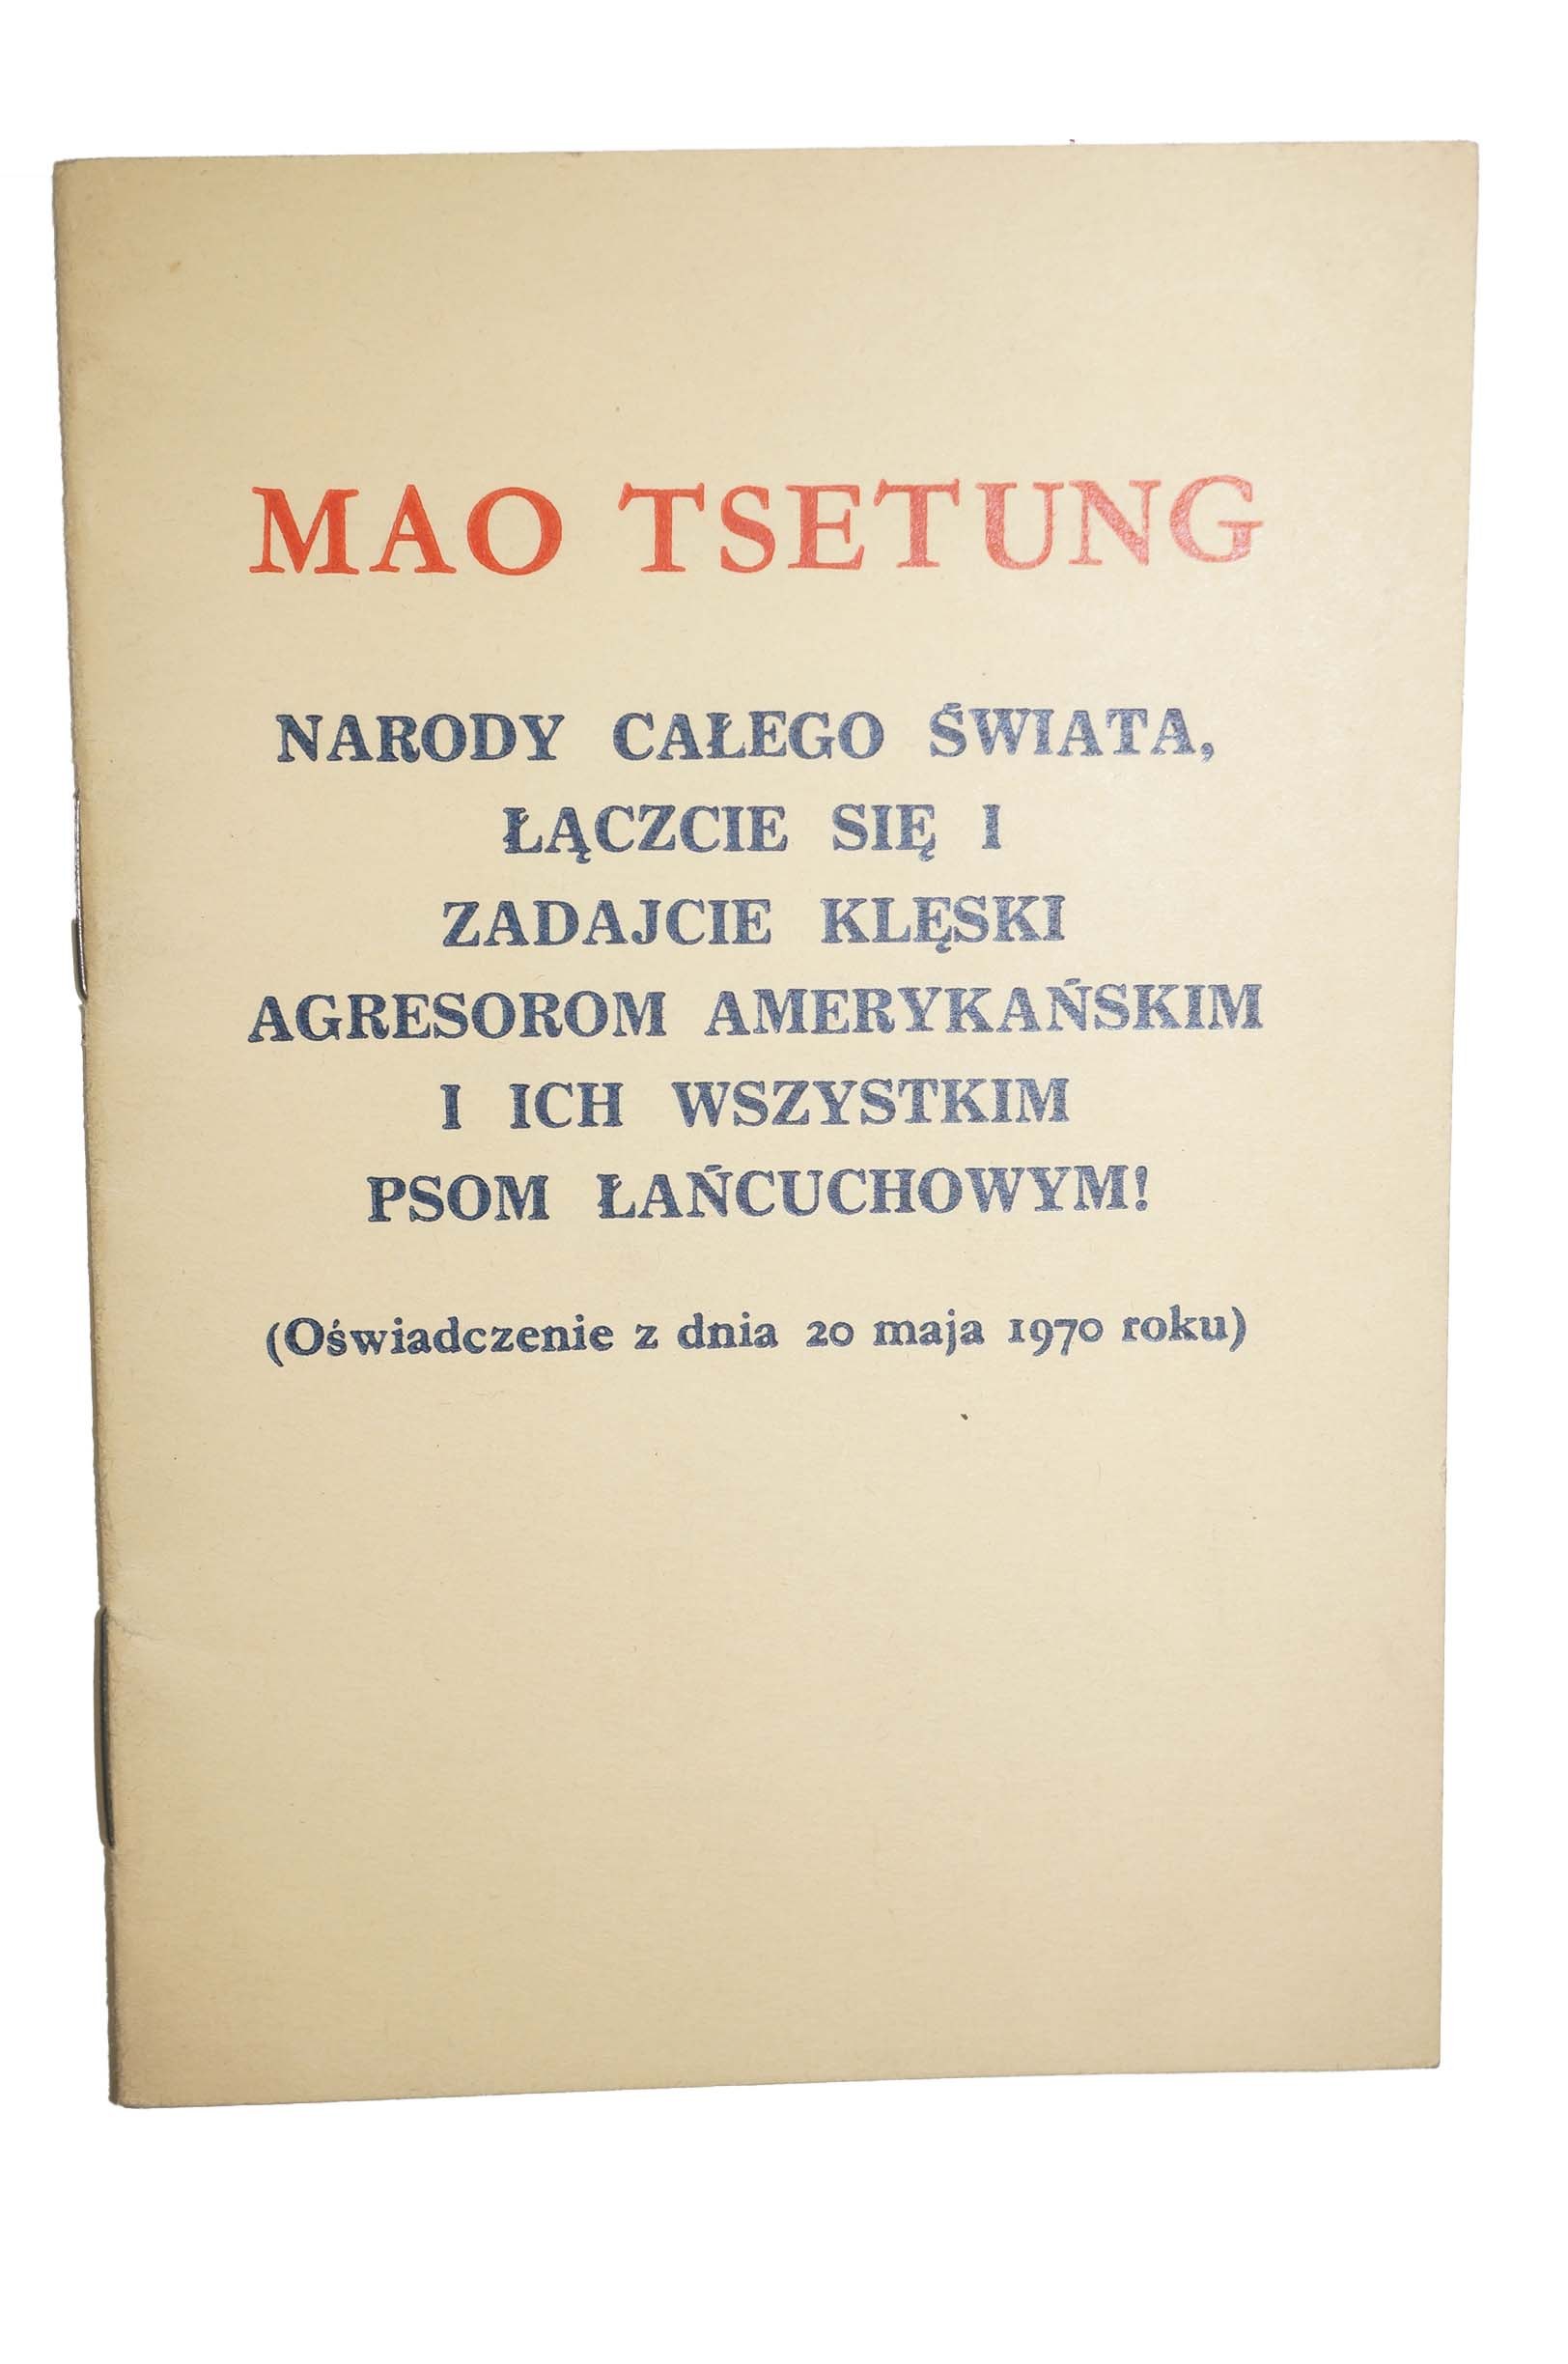 MAO TSETUNG
NARODY CAŁEGO ŚWIATA,
ŁĄCZCIE SIĘ I
ZADAJCIE KLĘSKI
AGRESOROM AMERYKAŃSKIM
I ICH WSZYSTKIM
PSOM ŁAŃCUCHOWYM!
(Oświadczenie z dnia 20 maja 1970 roku)